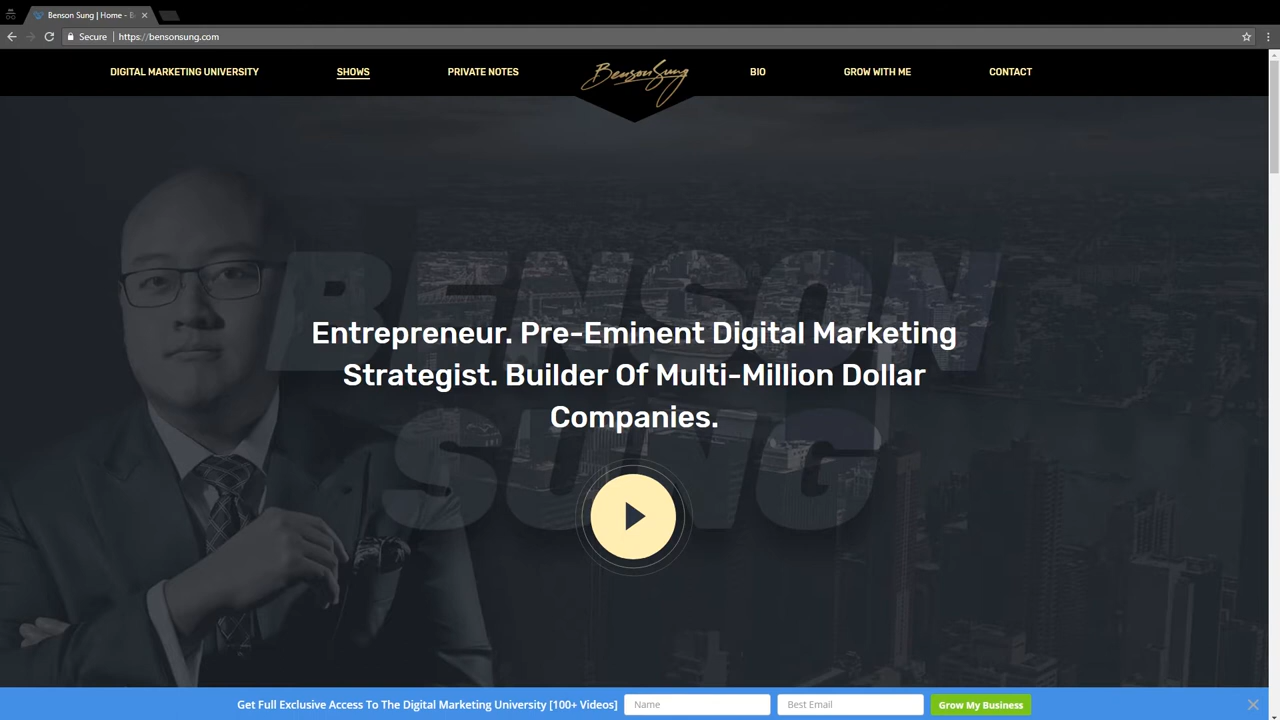 Benson Sung | Home - B
Secure | https://bensonsung.com
DIGITAL MARKETING UNIVERSITY SHOWS PRIVATE NOTES Benson Sung BIO GROW WITH ME CONTACT
BENSON
SUNG
Entrepreneur. Pre-Eminent Digital Marketing
Strategist. Builder Of Multi-Million Dollar
Companies.
Get Full Exclusive Access To The Digital Marketing University [100+ Videos] Name Best Email Grow My Business